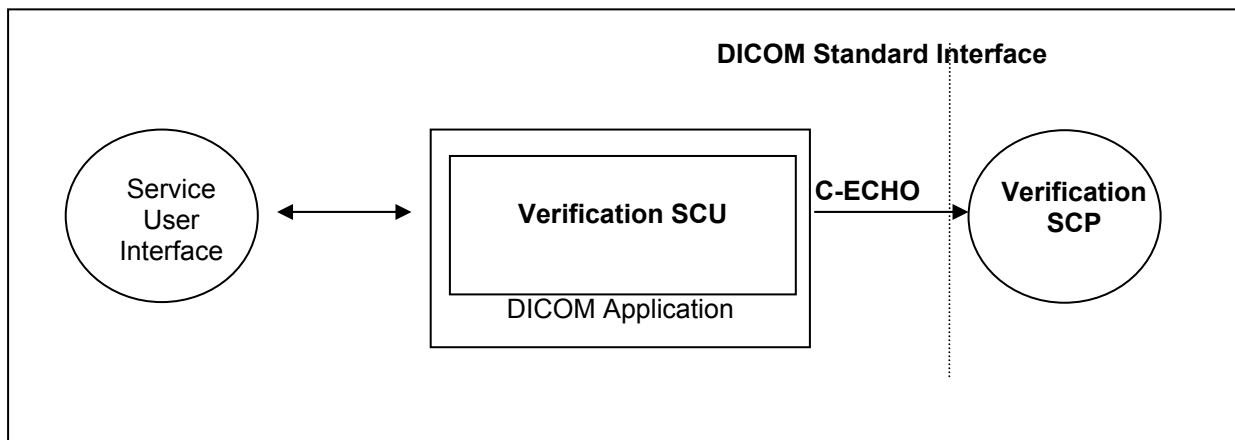 DICOM Standard Interface
Service
User
Interface
Verification SCU
DICOM Application
C-ECHO
Verification
SCP